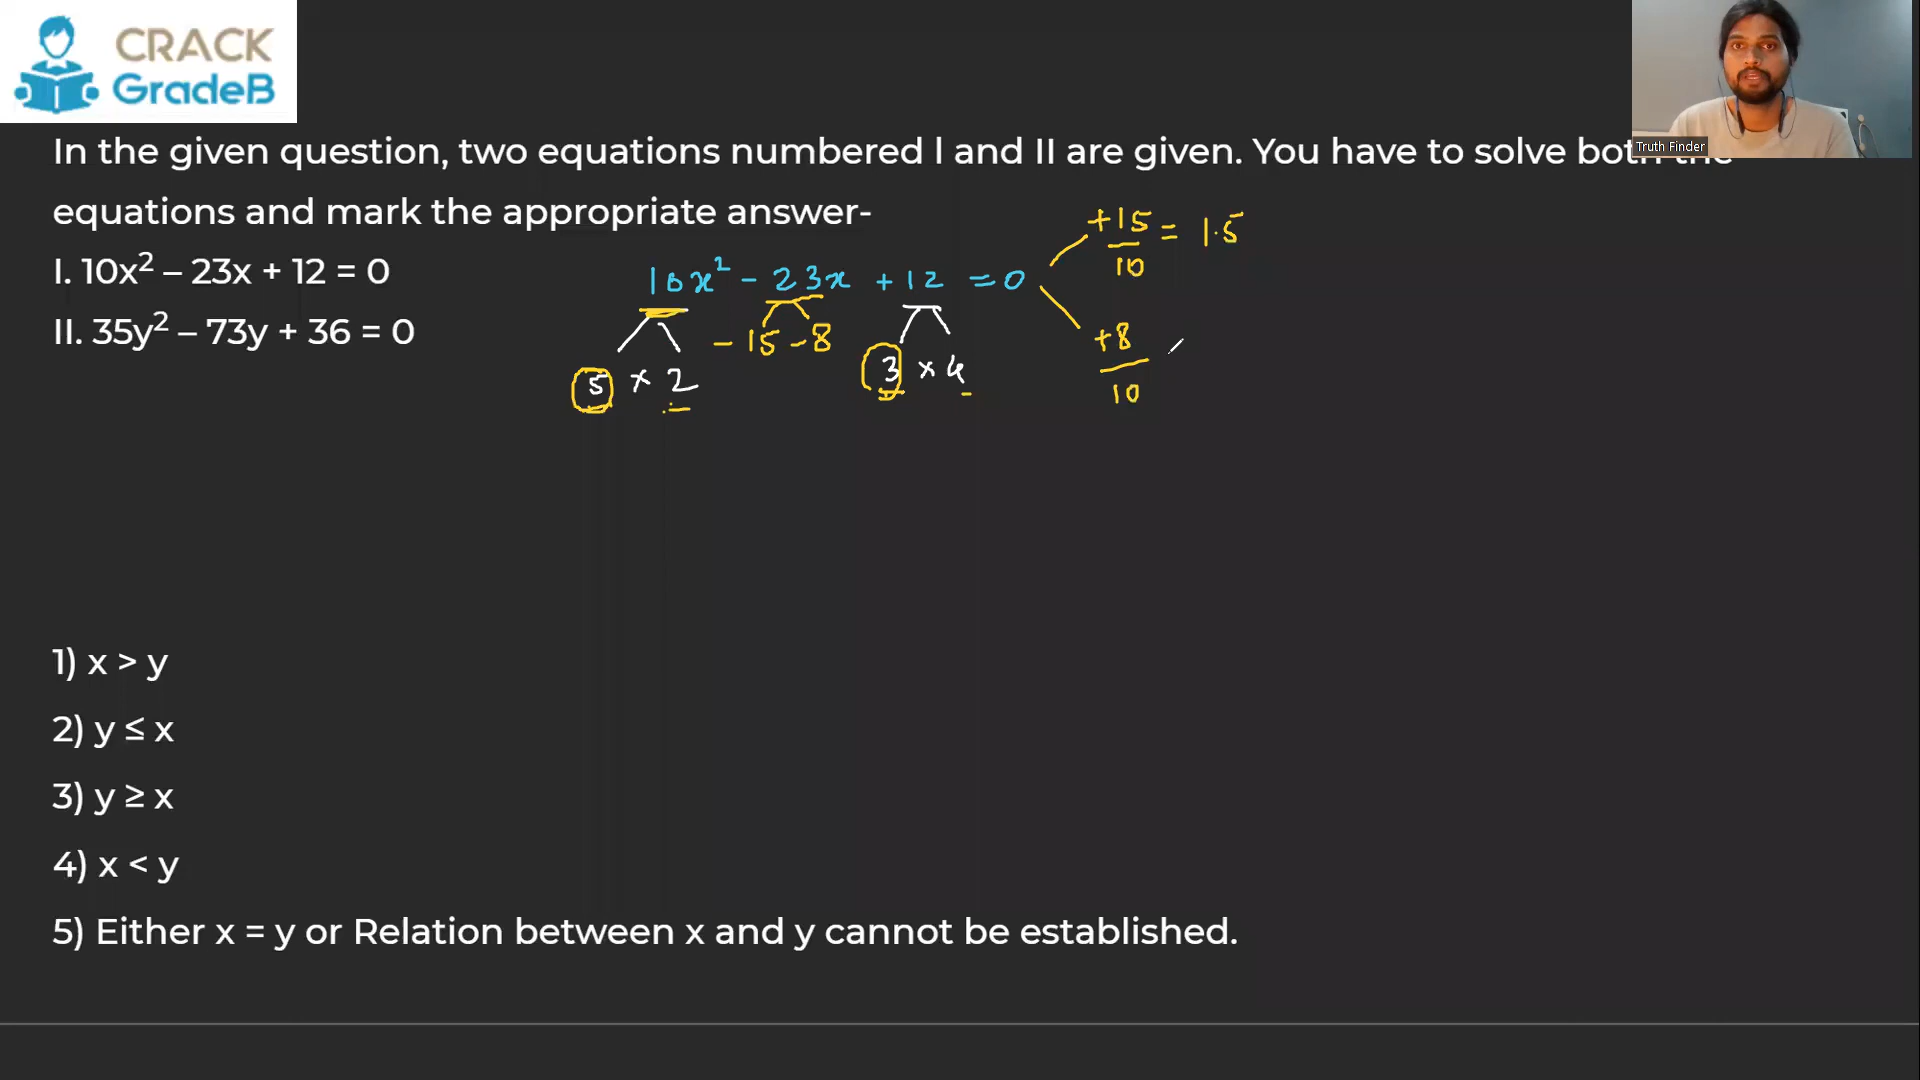 CRACK
GradeB
In the given question, two equations numbered I and II are given. You have to solve both the
Truth Finder
equations and mark the appropriate answer-
I. 10x² – 23x + 12 = 0
II. 35y² – 73y + 36 = 0
10x² - 23x + 12 = 0
+15/10 = 1.5
-15 -8
5 × 2
3 × 4
+8/10
1) x > y
2) y ≤ x
3) y ≥ x
4) x < y
5) Either x = y or Relation between x and y cannot be established.